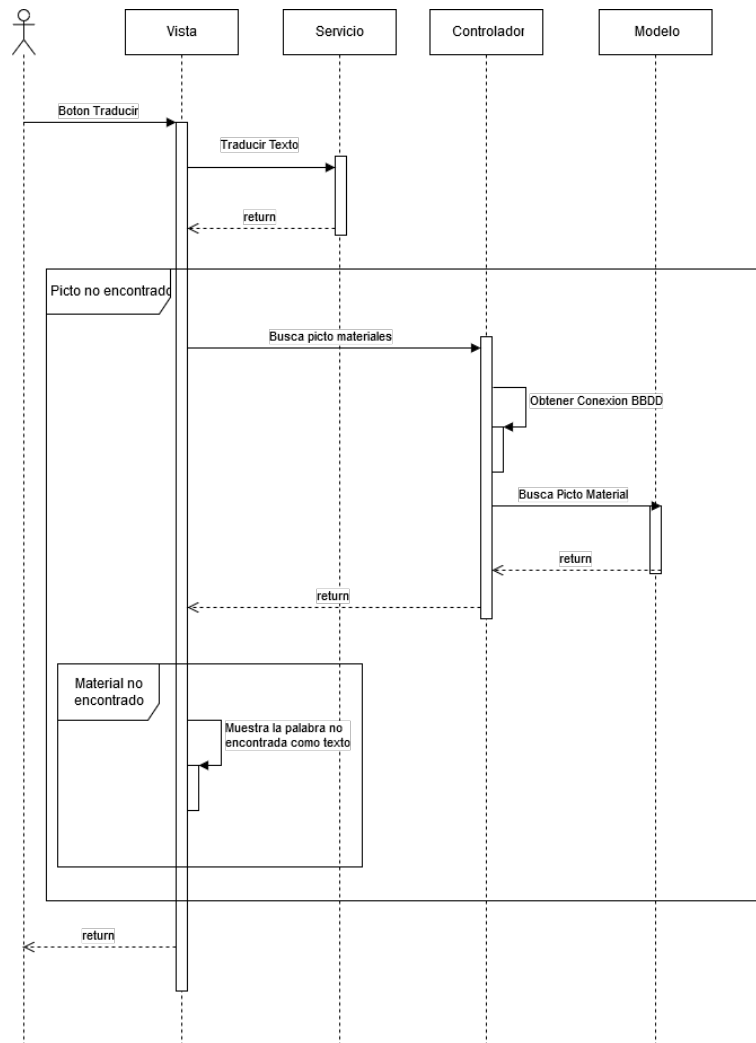 Vista
Servicio
Controlador
Modelo
Boton Traducir
Traducir Texto
return
Picto no encontrado
Busca picto materiales
Obtener Conexion BBDD
Busca Picto Material
return
return
Material no
encontrado
Muestra la palabra no
encontrada como texto
return